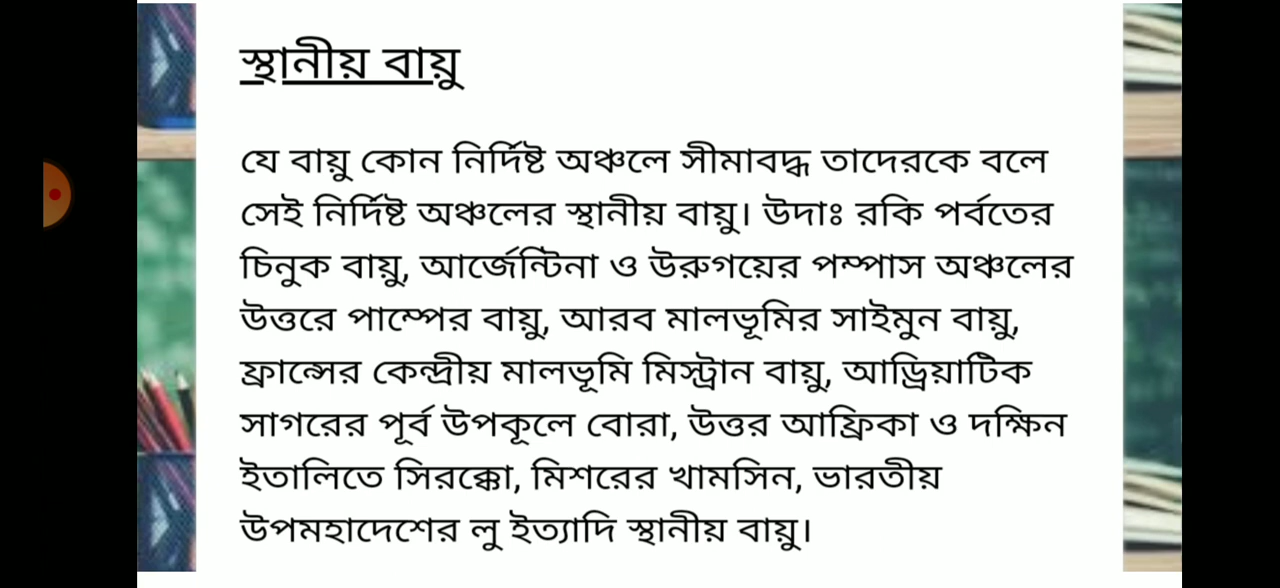 স্থানীয় বায়ু
যে বায়ু কোন নির্দিষ্ট অঞ্চলে সীমাবদ্ধ তাদেরকে বলে
সেই নির্দিষ্ট অঞ্চলের স্থানীয় বায়ু। উদাঃ রকি পর্বতের
চিনুক বায়ু, আর্জেন্টিনা ও উরুগয়ের পম্পাস অঞ্চলের
উত্তরে পাম্পের বায়ু, আরব মালভূমির সাইমুন বায়ু,
ফ্রান্সের কেন্দ্রীয় মালভূমি মিস্ট্রান বায়ু, আড্রিয়াটিক
সাগরের পূর্ব উপকূলে বোরা, উত্তর আফ্রিকা ও দক্ষিন
ইতালিতে সিরক্কো, মিশরের খামসিন, ভারতীয়
উপমহাদেশের লু ইত্যাদি স্থানীয় বায়ু।